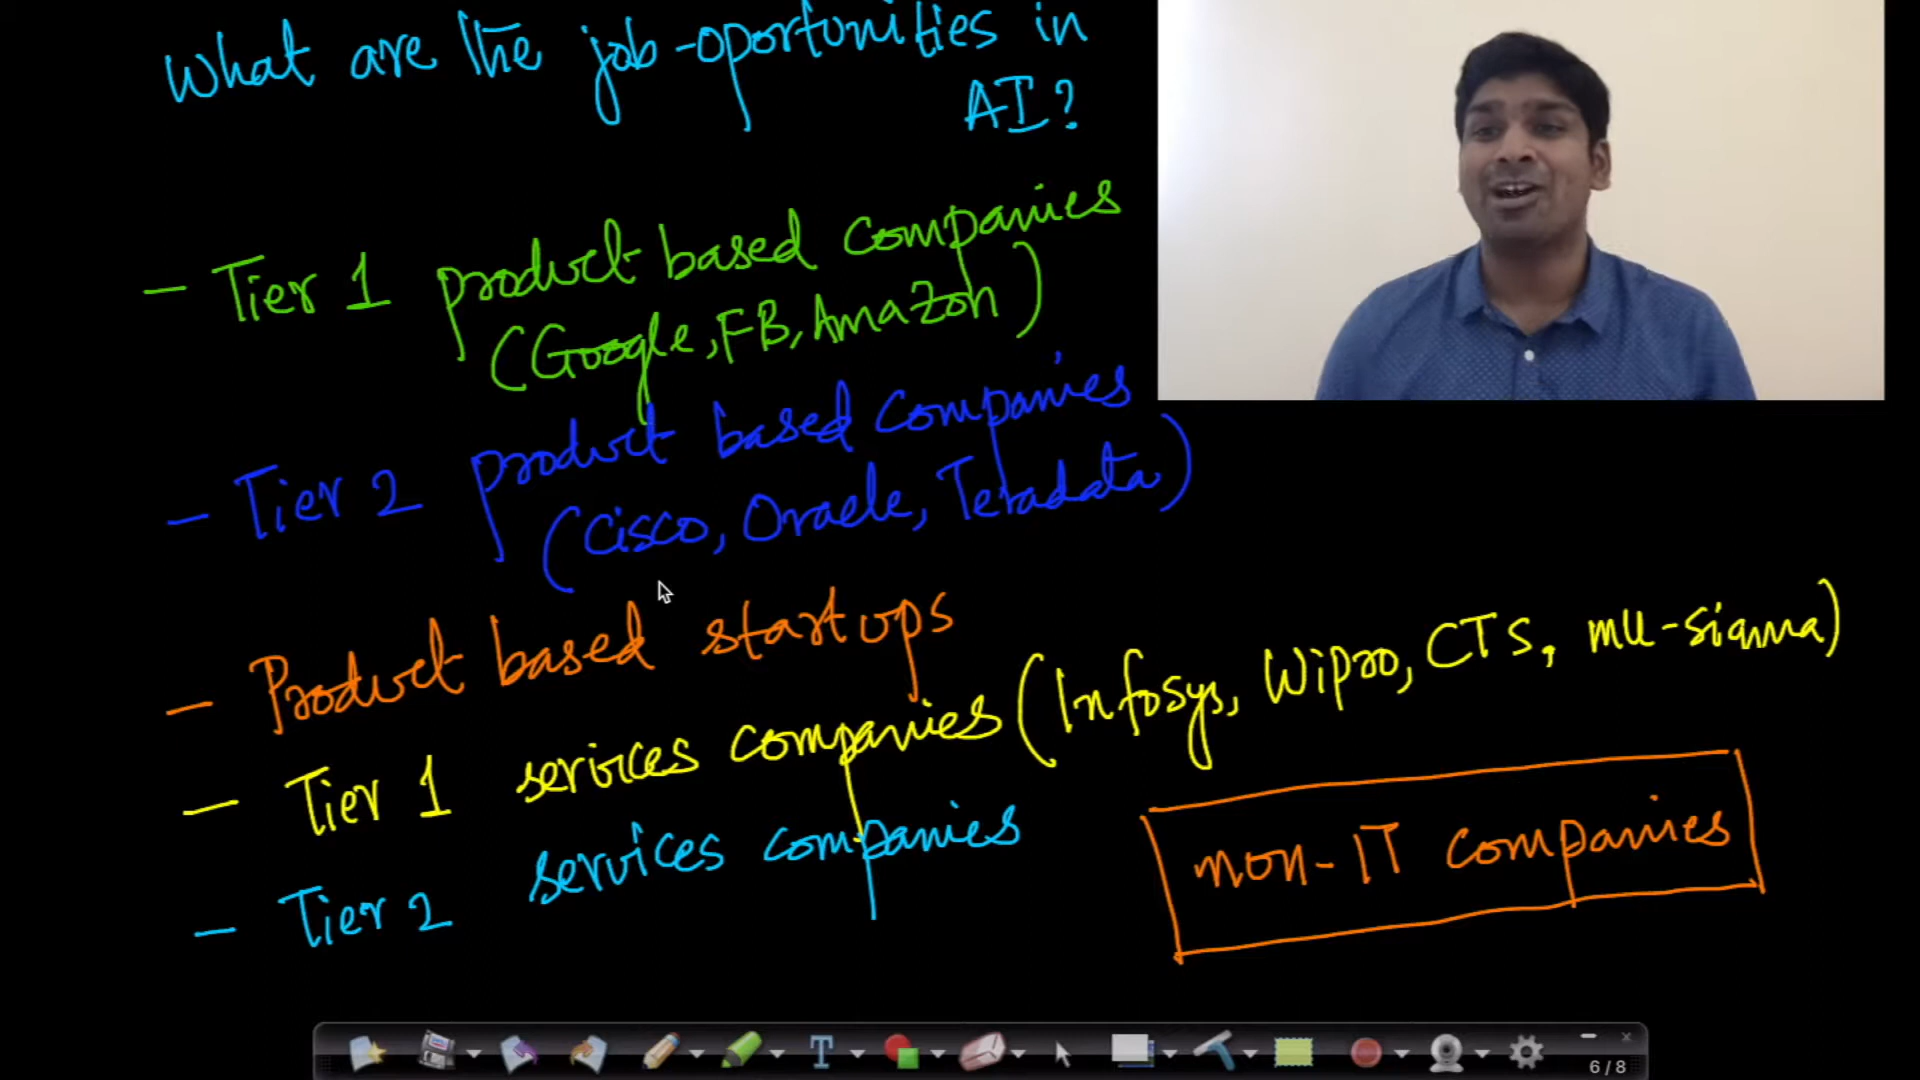 What are the job-oportunities in
AI?
- Tier 1 product based companies
(Google, FB, Amazon)
- Tier 2 product based companies
(Cisco, Oracle, Teradata)
- Product based startups
- Tier 1 services companies (Infosys, Wipro, CTS, mu-sigma)
- Tier 2 services companies
non-IT companies
T
6 / 8